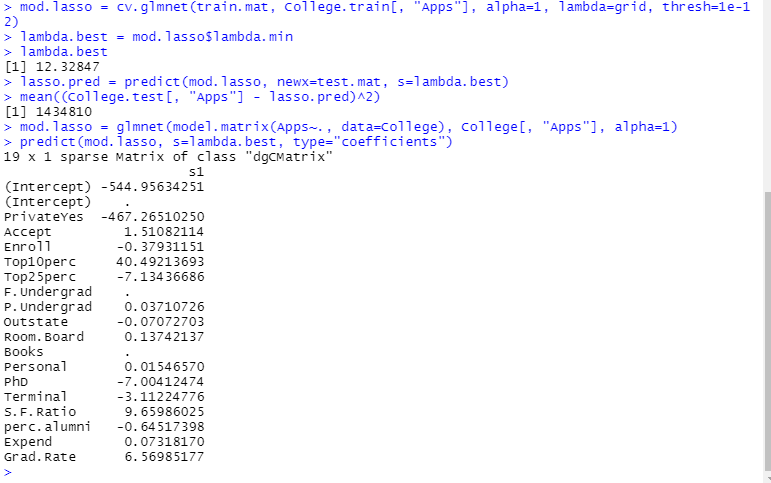 > mod.lasso = cv.glmnet(train.mat, College.train[, "Apps"], alpha=1, lambda=grid, thresh=1e-1
2)
> lambda.best = mod.lasso$lambda.min
> lambda.best
[1] 12.32847
> lasso.pred = predict(mod.lasso, newx=test.mat, s=lambda.best)
> mean((College.test[, "Apps"] - lasso.pred)^2)
[1] 1434810
> mod.lasso = glmnet(model.matrix(Apps~., data=College), College[, "Apps"], alpha=1)
> predict(mod.lasso, s=lambda.best, type="coefficients")
19 x 1 sparse Matrix of class "dgCMatrix"
s1
(Intercept) -544.95634251
(Intercept) .
PrivateYes -467.26510250
Accept 1.51082114
Enroll -0.37931151
Top10perc 40.49213693
Top25perc -7.13436686
F.Undergrad .
P.Undergrad 0.03710726
Outstate -0.07072703
Room.Board 0.13742137
Books .
Personal 0.01546570
PhD -7.00412474
Terminal -3.11224776
S.F.Ratio 9.65986025
perc.alumni -0.64517398
Expend 0.07318170
Grad.Rate 6.56985177
>